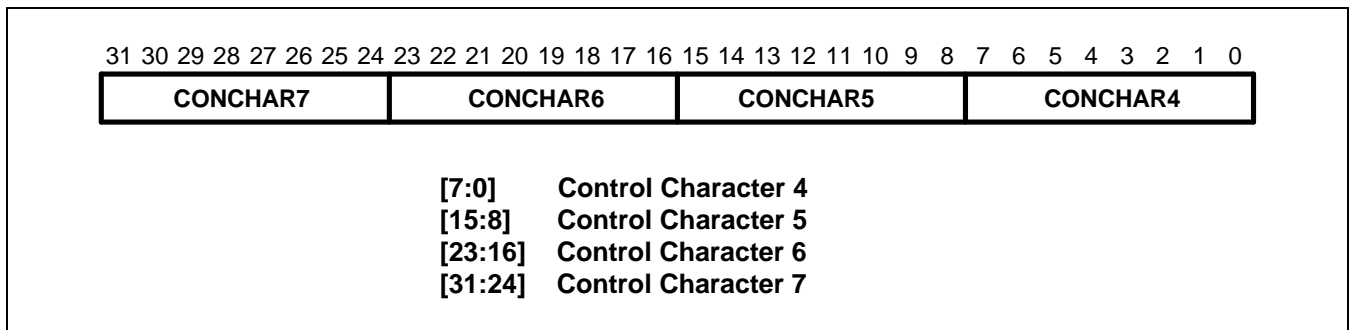 31 30 29 28 27 26 25 24 23 22 21 20 19 18 17 16 15 14 13 12 11 10 9 8 7 6 5 4 3 2 1 0
CONCHAR7 CONCHAR6 CONCHAR5 CONCHAR4
[7:0] Control Character 4
[15:8] Control Character 5
[23:16] Control Character 6
[31:24] Control Character 7